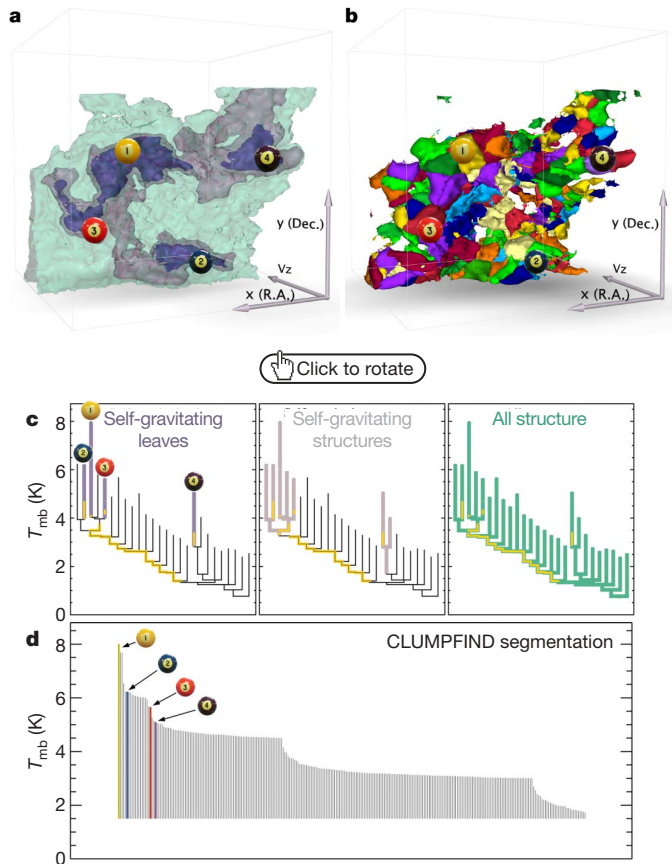 a
b
1
4
3
2
y (Dec.)
Vz
x (R.A.)
1
4
3
2
y (Dec.)
Vz
x (R.A.)
Click to rotate
c
8
6
4
2
0
Tmb (K)
1
2
3
4
Self-gravitating
leaves
Self-gravitating
structures
All structure
d
CLUMPFIND segmentation
8
6
4
2
0
Tmb (K)
1
2
3
4